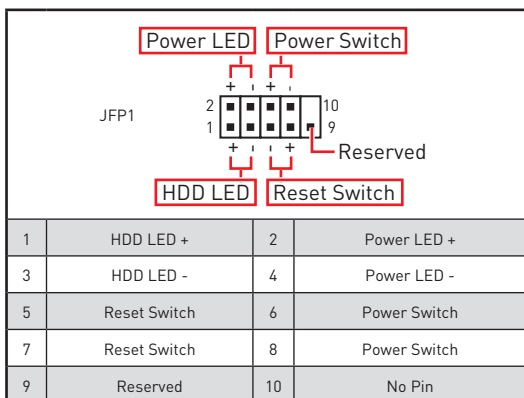 Power LED Power Switch
+ - + -
JFP1
2 10
1 9
+ - - +
Reserved
HDD LED Reset Switch
1 HDD LED + 2 Power LED +
3 HDD LED - 4 Power LED -
5 Reset Switch 6 Power Switch
7 Reset Switch 8 Power Switch
9 Reserved 10 No Pin